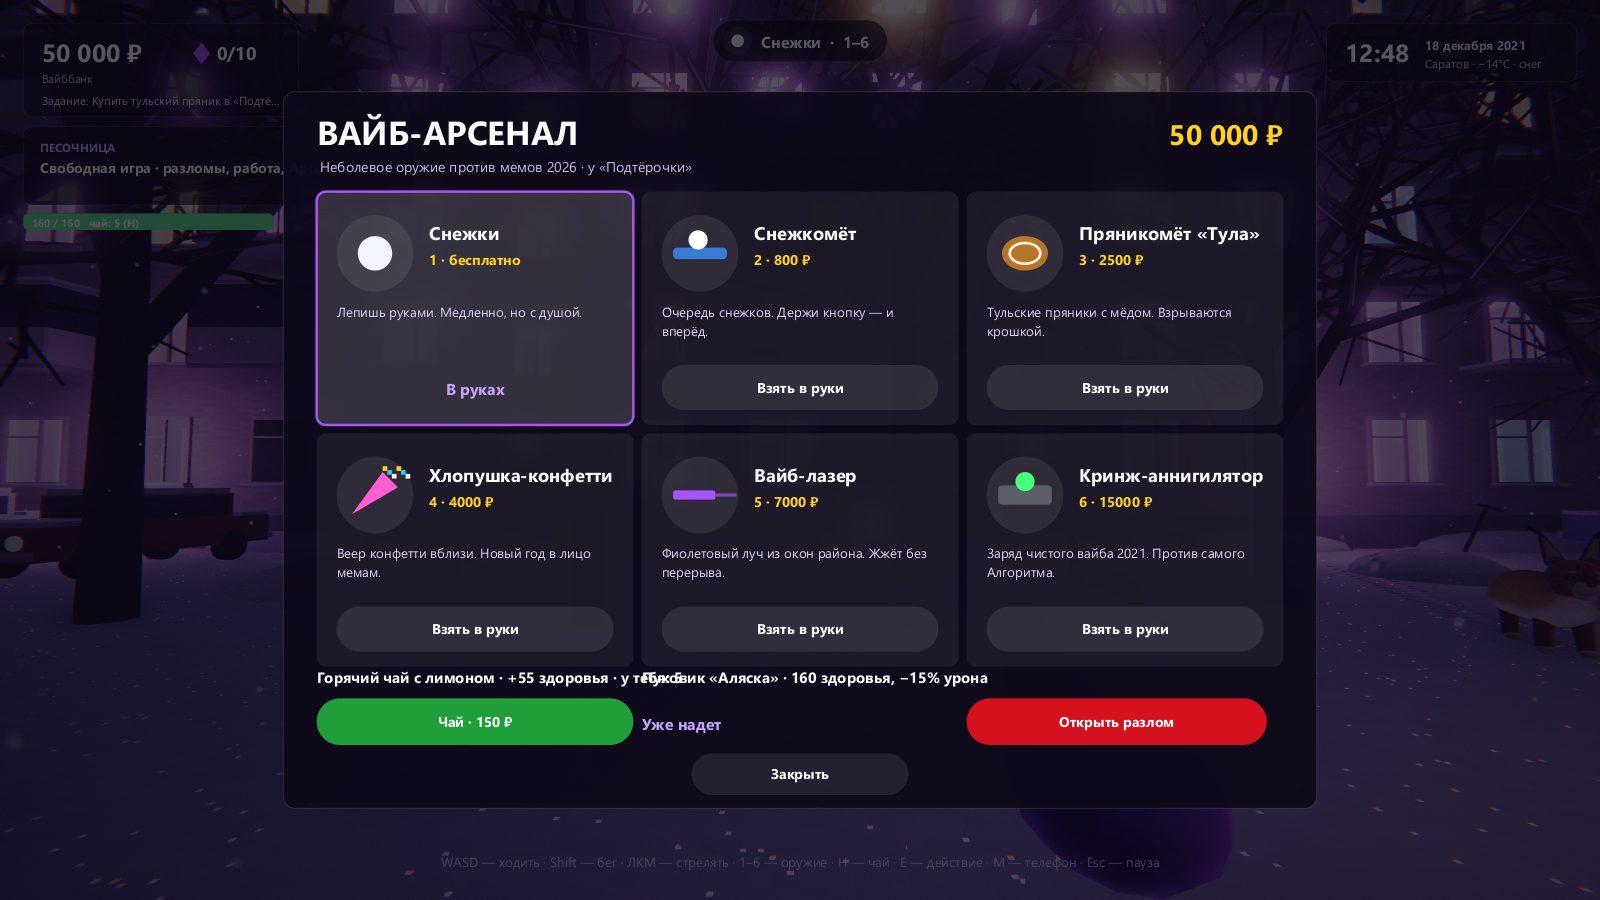 50 000 ₽
0/10
Вайббанк
Задание: Купить тульский пряник в «Подтё...
Снежки · 1–6
12:48
18 декабря 2021
Саратов · −14°C · снег
ПЕСОЧНИЦА
Свободная игра · разломы, работа,
160 / 160 чай: 5 (H)
ВАЙБ-АРСЕНАЛ
50 000 ₽
Неболевое оружие против мемов 2026 · у «Подтёрочки»
Снежки
1 · бесплатно
Лепишь руками. Медленно, но с душой.
В руках
Снежкомёт
2 · 800 ₽
Очередь снежков. Держи кнопку — и
вперёд.
Взять в руки
Пряникомёт «Тула»
3 · 2500 ₽
Тульские пряники с мёдом. Взрываются
крошкой.
Взять в руки
Хлопушка-конфетти
4 · 4000 ₽
Веер конфетти вблизи. Новый год в лицо
мемам.
Взять в руки
Вайб-лазер
5 · 7000 ₽
Фиолетовый луч из окон района. Жжёт без
перерыва.
Взять в руки
Кринж-аннигилятор
6 · 15000 ₽
Заряд чистого вайба 2021. Против самого
Алгоритма.
Взять в руки
Горячий чай с лимоном · +55 здоровья · у тебя: 5
«Аляска» · 160 здоровья, −15% урона
Чай · 150 ₽
Уже надет
Открыть разлом
Закрыть
WASD — ходить · Shift — бег · ЛКМ — стрелять · 1–6 — оружие · H — чай · E — действие · M — телефон · Esc — пауза